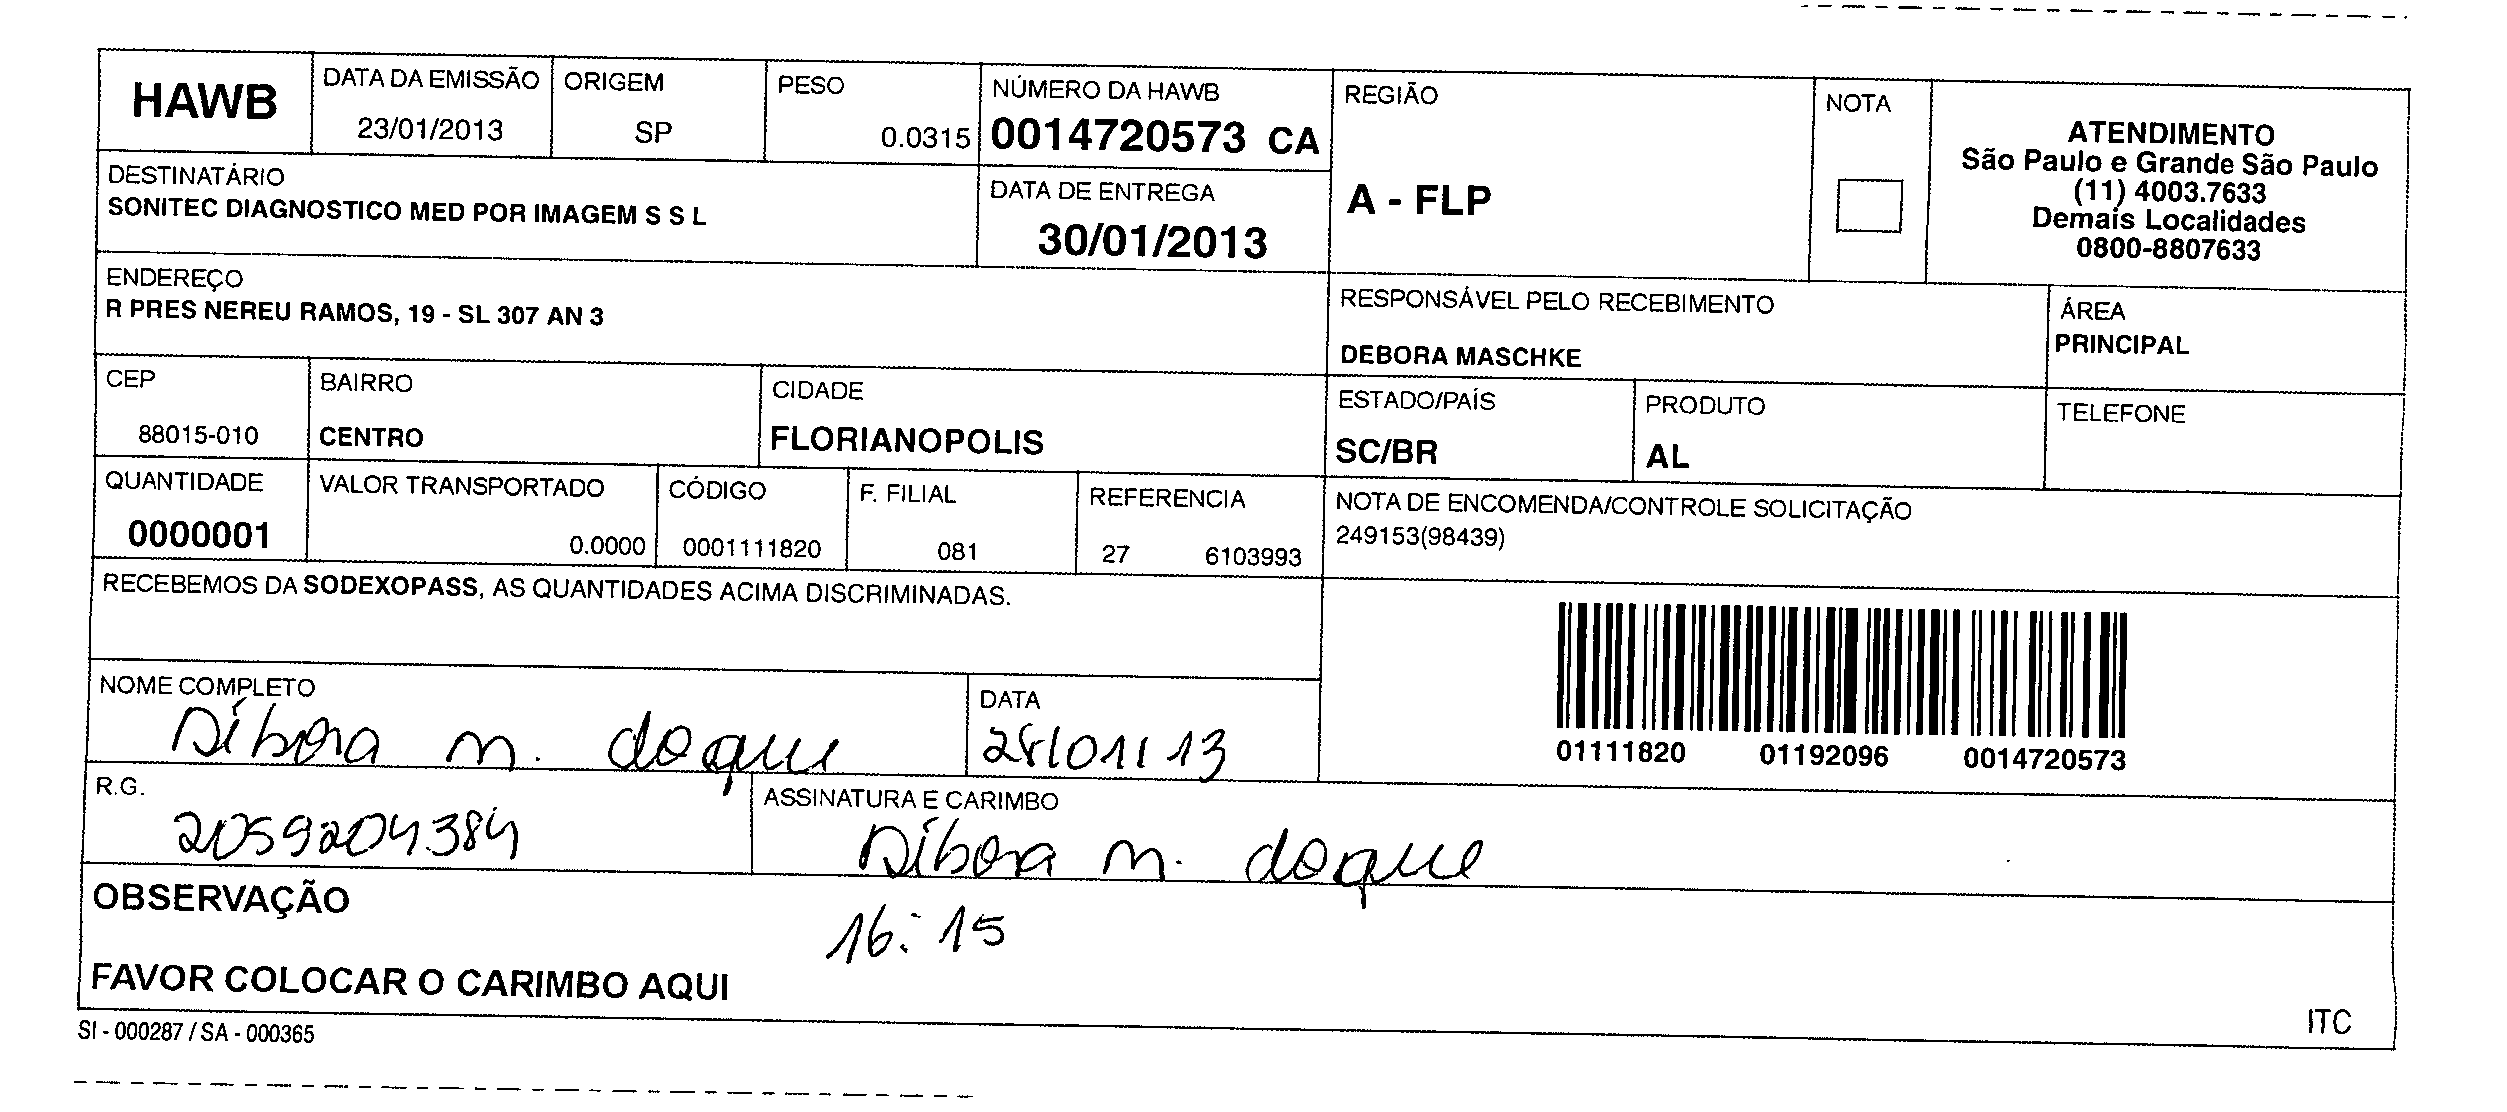 HAWB
DATA DA EMISSÃO
23/01/2013
ORIGEM
SP
PESO
0.0315
NÚMERO DA HAWB
0014720573 CA
REGIÃO
A - FLP
NOTA
ATENDIMENTO
São Paulo e Grande São Paulo
(11) 4003.7633
Demais Localidades
0800-8807633
DESTINATÁRIO
SONITEC DIAGNOSTICO MED POR IMAGEM S S L
DATA DE ENTREGA
30/01/2013
ENDEREÇO
R PRES NEREU RAMOS, 19 - SL 307 AN 3
RESPONSÁVEL PELO RECEBIMENTO
DEBORA MASCHKE
ÁREA
PRINCIPAL
CEP
88015-010
BAIRRO
CENTRO
CIDADE
FLORIANOPOLIS
ESTADO/PAÍS
SC/BR
PRODUTO
AL
TELEFONE
QUANTIDADE
0000001
VALOR TRANSPORTADO
0.0000
CÓDIGO
0001111820
F. FILIAL
081
REFERENCIA
27 6103993
NOTA DE ENCOMENDA/CONTROLE SOLICITAÇÃO
249153(98439)
RECEBEMOS DA SODEXOPASS, AS QUANTIDADES ACIMA DISCRIMINADAS.
01111820 01192096 0014720573
NOME COMPLETO
Débora m.
DATA
28/01/13
R.G.
2059204384
ASSINATURA E CARIMBO
Débora m.
OBSERVAÇÃO
16:15
FAVOR COLOCAR O CARIMBO AQUI
ITC
SI - 000287 / SA - 000365